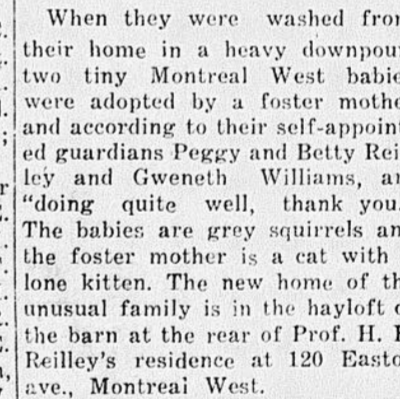 When they were washed from
their home in a heavy downpour
two tiny Montreal West babie
were adopted by a foster mothe
and according to their self-appoint
ed guardians Peggy and Betty Rei
ley and Gweneth Williams, ar
"doing quite well, thank you.
The babies are grey squirrels an
the foster mother is a cat with
lone kitten. The new home of th
unusual family is in the hayloft o
the barn at the rear of Prof. H. R
Reilley's residence at 120 Easto
ave., Montreal West.